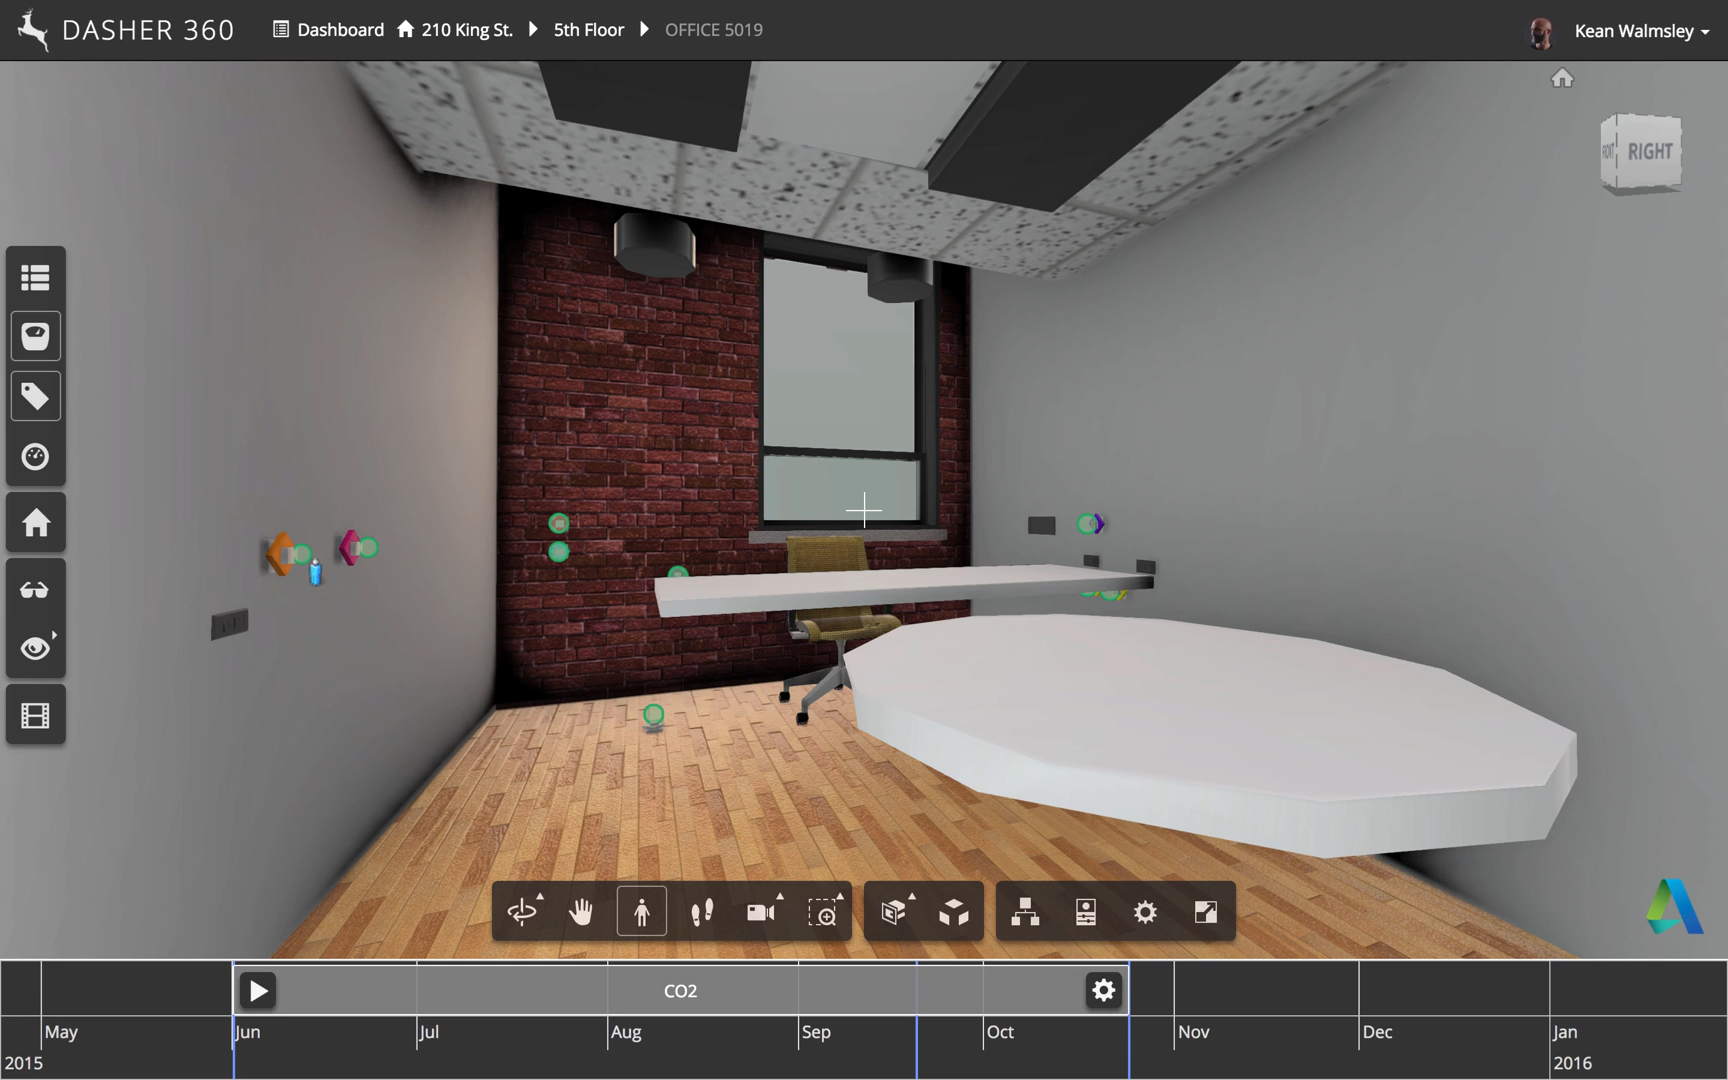 DASHER 360
Dashboard
210 King St.
5th Floor
OFFICE 5019
Kean Walmsley
FRONT
RIGHT
CO2
May
Jun
Jul
Aug
Sep
Oct
Nov
Dec
Jan
2015
2016